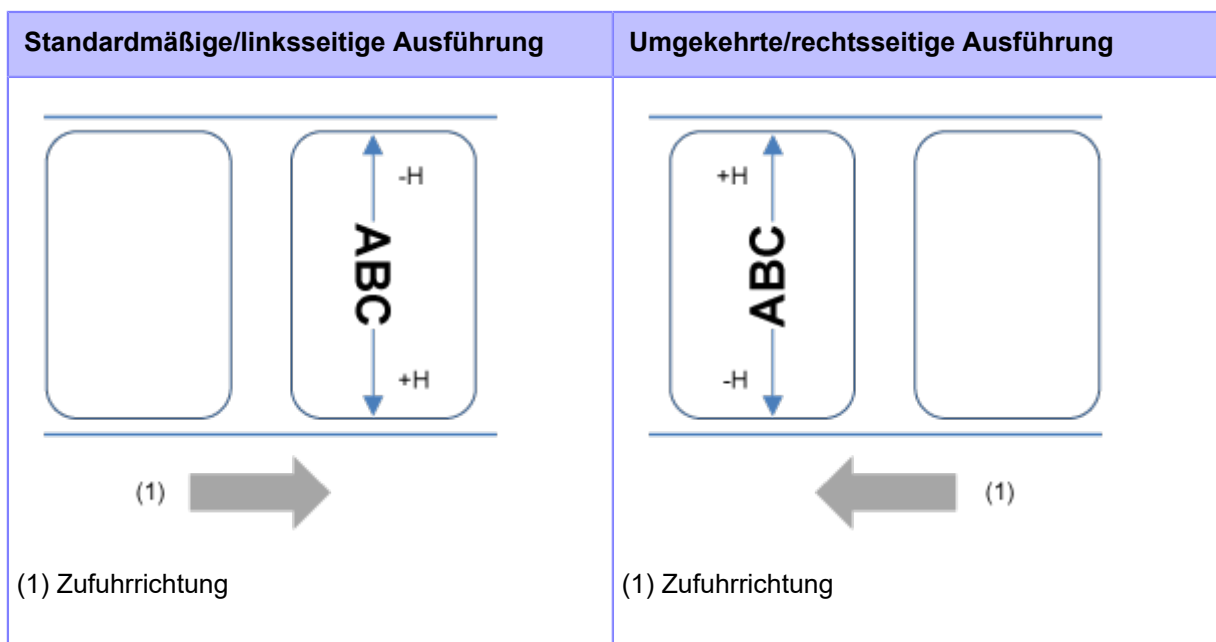 Standardmäßige/linksseitige Ausführung
Umgekehrte/rechtsseitige Ausführung
-H
ABC
+H
(1)
(1) Zufuhrrichtung
+H
ABC
-H
(1)
(1) Zufuhrrichtung